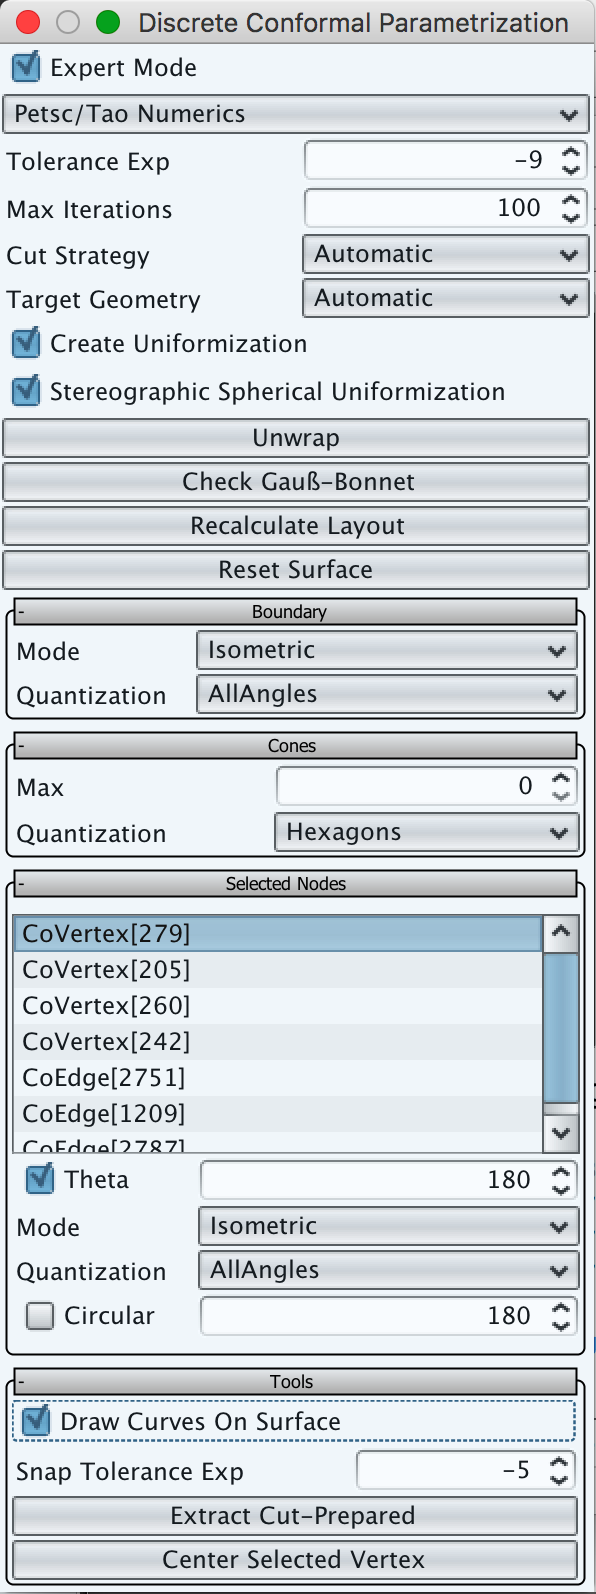 Discrete Conformal Parametrization
Expert Mode
Petsc/Tao Numerics
Tolerance Exp -9
Max Iterations 100
Cut Strategy Automatic
Target Geometry Automatic
Create Uniformization
Stereographic Spherical Uniformization
Unwrap
Check Gauß-Bonnet
Recalculate Layout
Reset Surface
- Boundary
Mode Isometric
Quantization AllAngles
- Cones
Max 0
Quantization Hexagons
- Selected Nodes
CoVertex[279]
CoVertex[205]
CoVertex[260]
CoVertex[242]
CoEdge[2751]
CoEdge[1209]
CoEdge[2787]
Theta 180
Mode Isometric
Quantization AllAngles
Circular 180
- Tools
Draw Curves On Surface
Snap Tolerance Exp -5
Extract Cut-Prepared
Center Selected Vertex